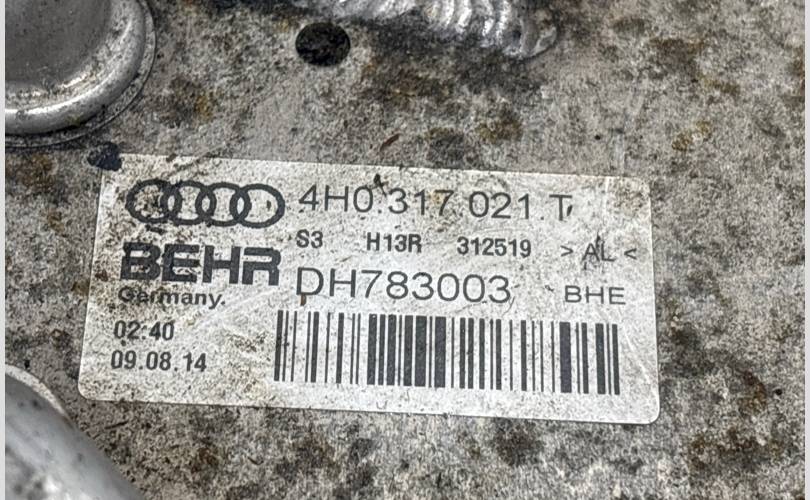 4H0.317.021.T
S3 H13R 312519 >AL<
BEHR DH783003 BHE
Germany.
02:40
09.08.14